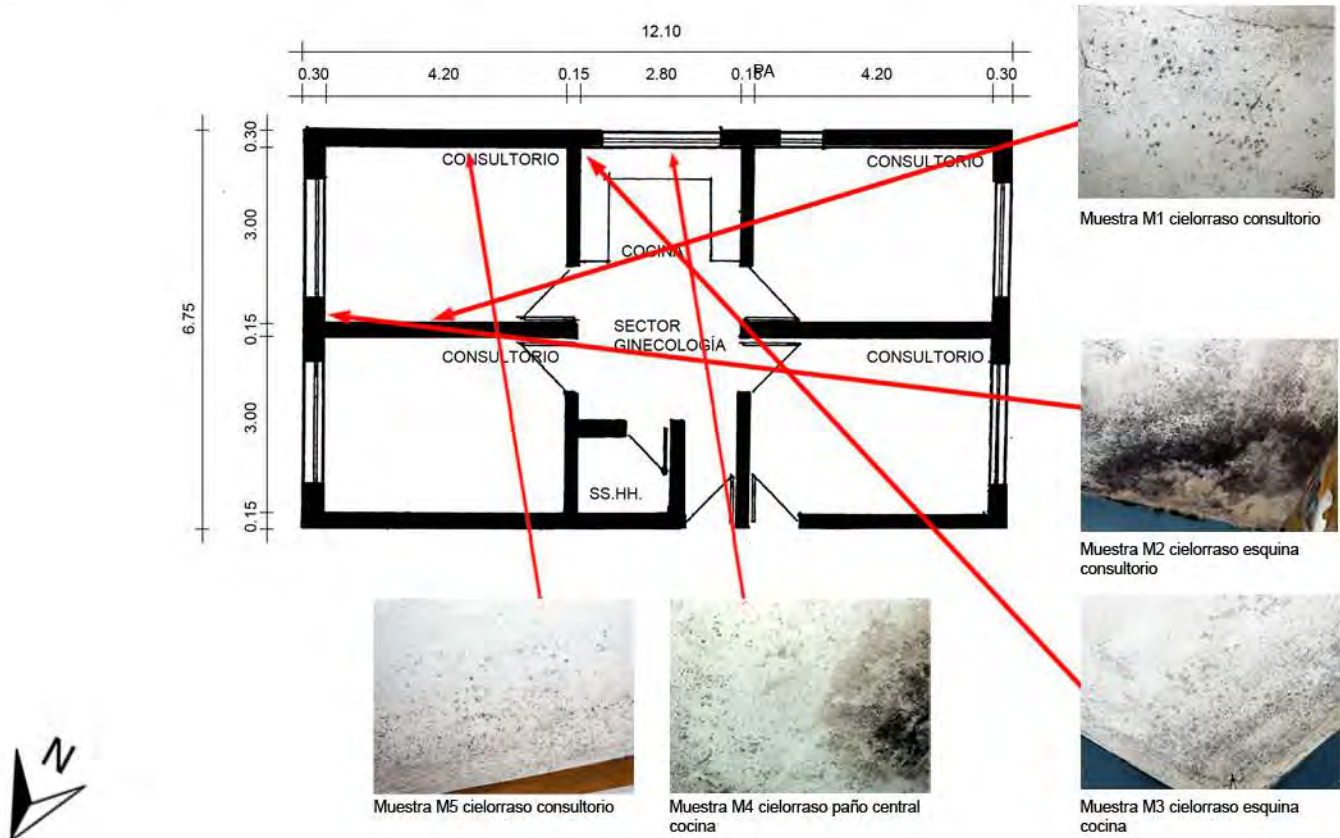 12.10
0.30 4.20 0.15 2.80 0.15 PA 4.20 0.30
6.75
0.30
3.00
0.15
3.00
0.15
CONSULTORIO
CONSULTORIO
COCINA
SECTOR
GINECOLOGÍA
CONSULTORIO
CONSULTORIO
SS.HH.
N
Muestra M1 cielorraso consultorio
Muestra M2 cielorraso esquina
consultorio
Muestra M3 cielorraso esquina
cocina
Muestra M5 cielorraso consultorio
Muestra M4 cielorraso paño central
cocina